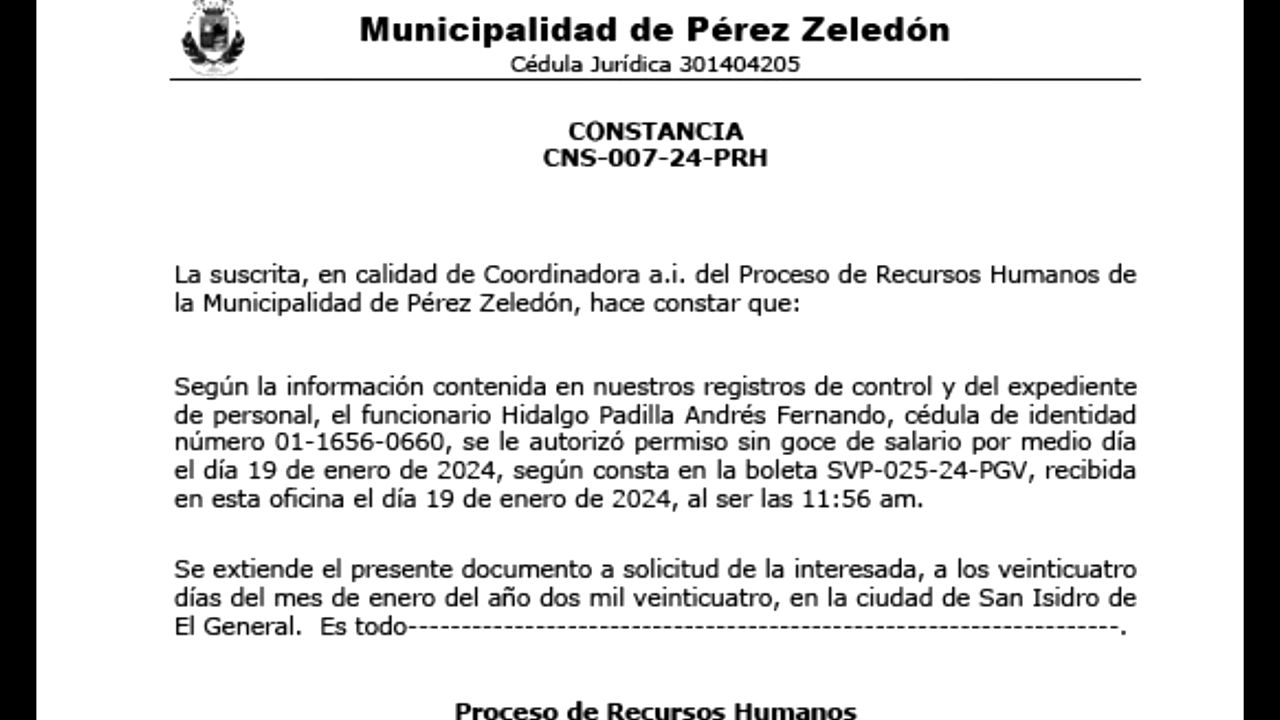 Municipalidad de Pérez Zeledón
Cédula Jurídica 301404205
CONSTANCIA
CNS-007-24-PRH
La suscrita, en calidad de Coordinadora a.i. del Proceso de Recursos Humanos de
la Municipalidad de Pérez Zeledón, hace constar que:
Según la información contenida en nuestros registros de control y del expediente
de personal, el funcionario Hidalgo Padilla Andrés Fernando, cédula de identidad
número 01-1656-0660, se le autorizó permiso sin goce de salario por medio día
el día 19 de enero de 2024, según consta en la boleta SVP-025-24-PGV, recibida
en esta oficina el día 19 de enero de 2024, al ser las 11:56 am.
Se extiende el presente documento a solicitud de la interesada, a los veinticuatro
días del mes de enero del año dos mil veinticuatro, en la ciudad de San Isidro de
El General.  Es todo-------------------------------------------------------------------.
Proceso de Recursos Humanos